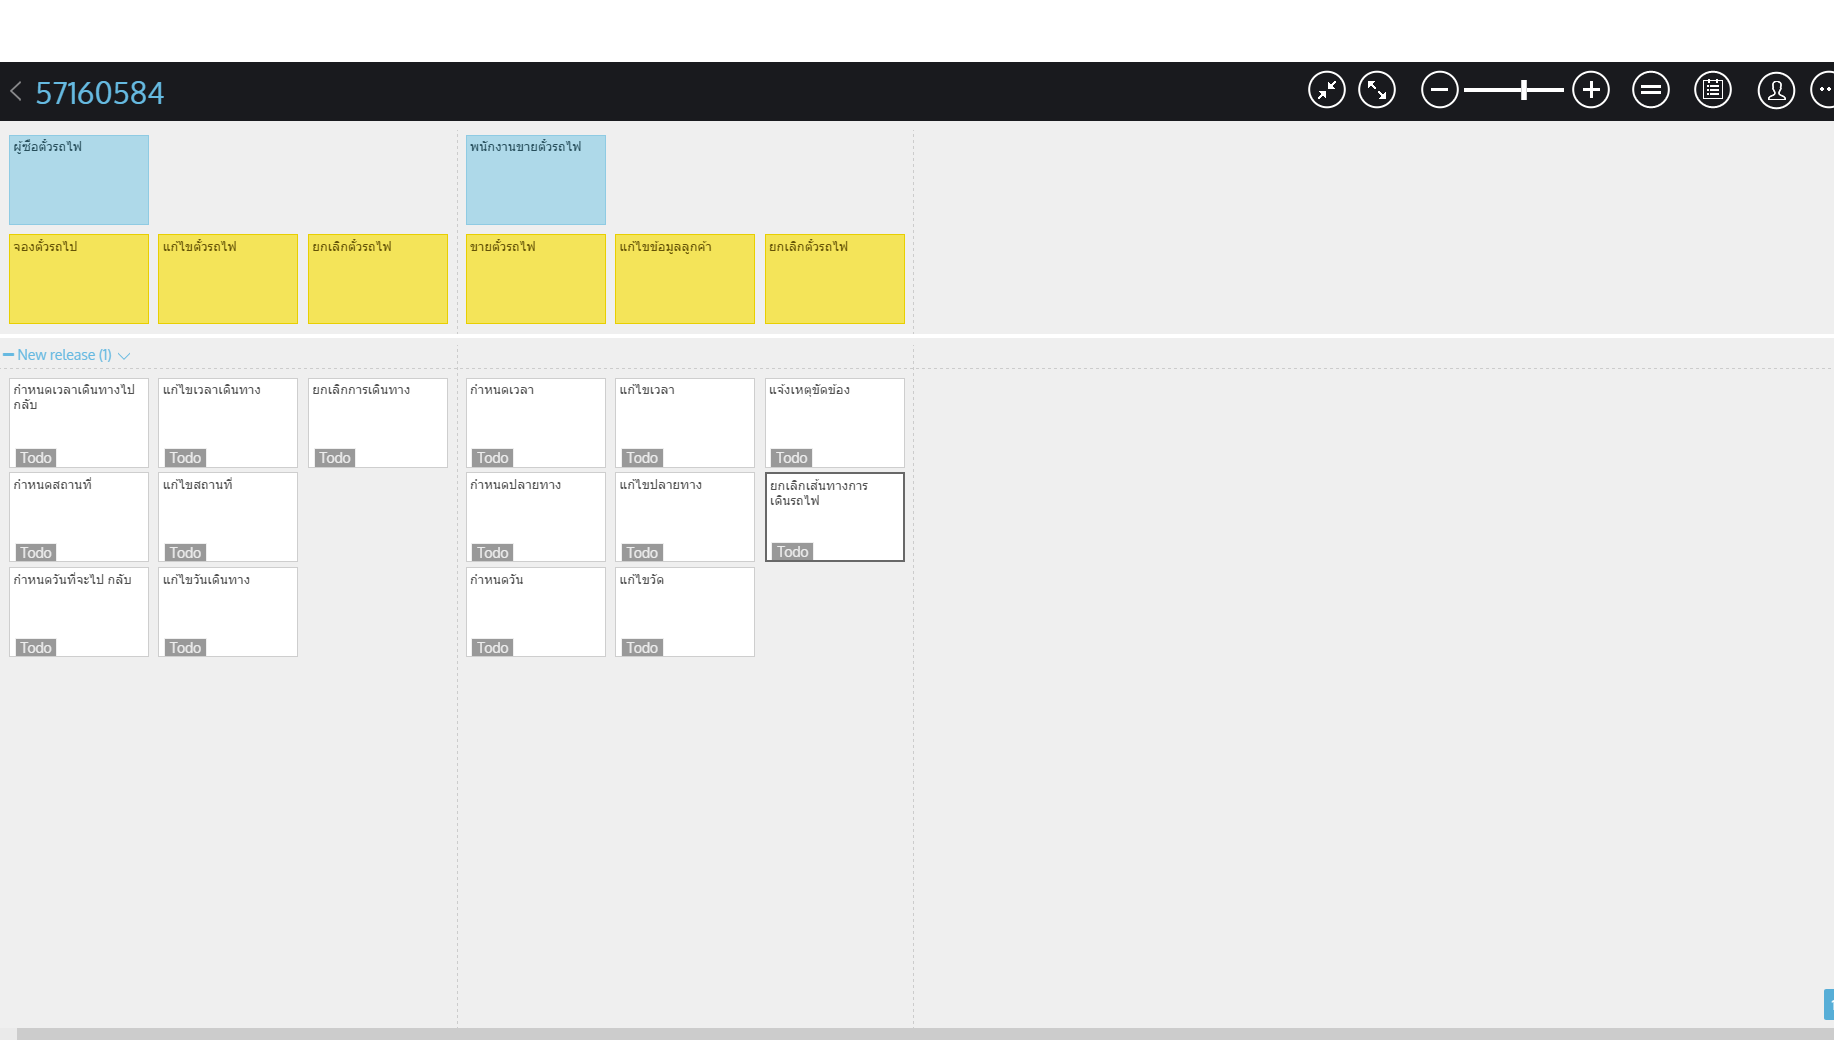 57160584
ผู้ซื้อตั๋วรถไฟ
พนักงานขายตั๋วรถไฟ
จองตั๋วรถไป
แก้ไขตั๋วรถไฟ
ยกเลิกตั๋วรถไฟ
ขายตั๋วรถไฟ
แก้ไขข้อมูลลูกค้า
ยกเลิกตั๋วรถไฟ
New release (1)
กำหนดเวลาเดินทางไป
กลับ
Todo
แก้ไขเวลาเดินทาง
Todo
ยกเลิกการเดินทาง
Todo
กำหนดเวลา
Todo
แก้ไขเวลา
Todo
แจ้งเหตุขัดข้อง
Todo
กำหนดสถานที่
Todo
แก้ไขสถานที่
Todo
กำหนดปลายทาง
Todo
แก้ไขปลายทาง
Todo
ยกเลิกเส้นทางการ
เดินรถไฟ
Todo
กำหนดวันที่จะไป กลับ
Todo
แก้ไขวันเดินทาง
Todo
กำหนดวัน
Todo
แก้ไขวัด
Todo